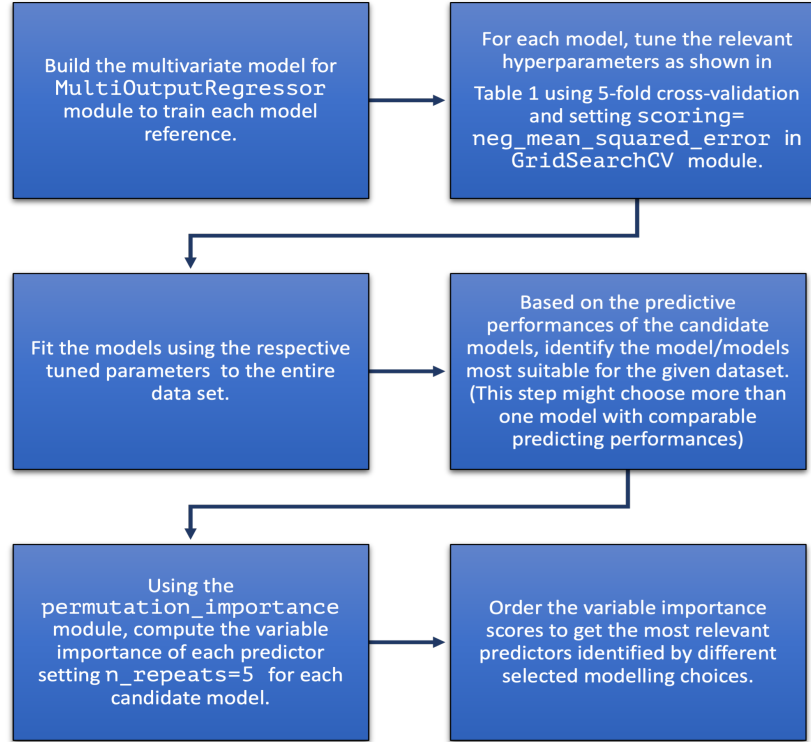 Build the multivariate model for
MultiOutputRegressor
module to train each model
reference.
For each model, tune the relevant
hyperparameters as shown in
Table 1 using 5-fold cross-validation
and setting scoring=
neg_mean_squared_error in
GridSearchCV module.
Fit the models using the respective
tuned parameters to the entire
data set.
Based on the predictive
performances of the candidate
models, identify the model/models
most suitable for the given dataset.
(This step might choose more than
one model with comparable
predicting performances)
Using the
permutation_importance
module, compute the variable
importance of each predictor
setting n_repeats=5 for each
candidate model.
Order the variable importance
scores to get the most relevant
predictors identified by different
selected modelling choices.